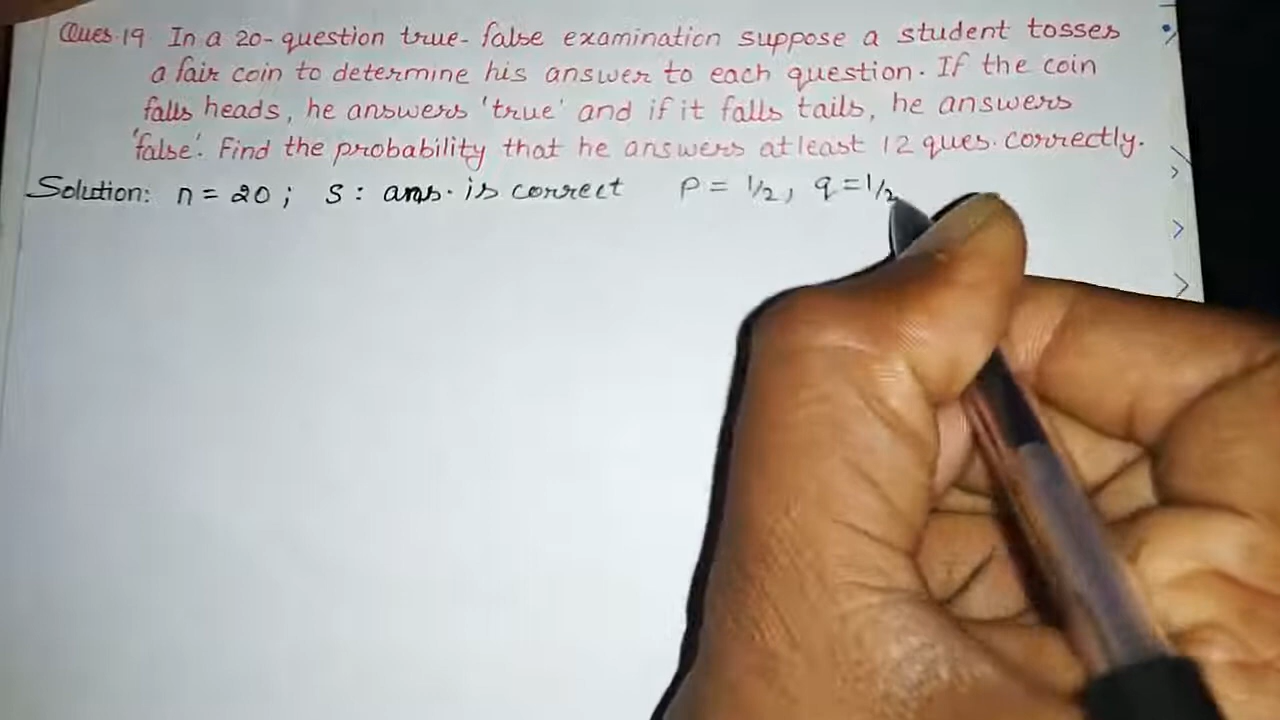 Ques.19 In a 20-question true-false examination suppose a student tosses
a fair coin to determine his answer to each question. If the coin
falls heads, he answers 'true' and if it falls tails, he answers
'false'. Find the probability that he answers atleast 12 ques. correctly.
Solution: n = 20 ; S : ans. is correct P = 1/2, q = 1/2